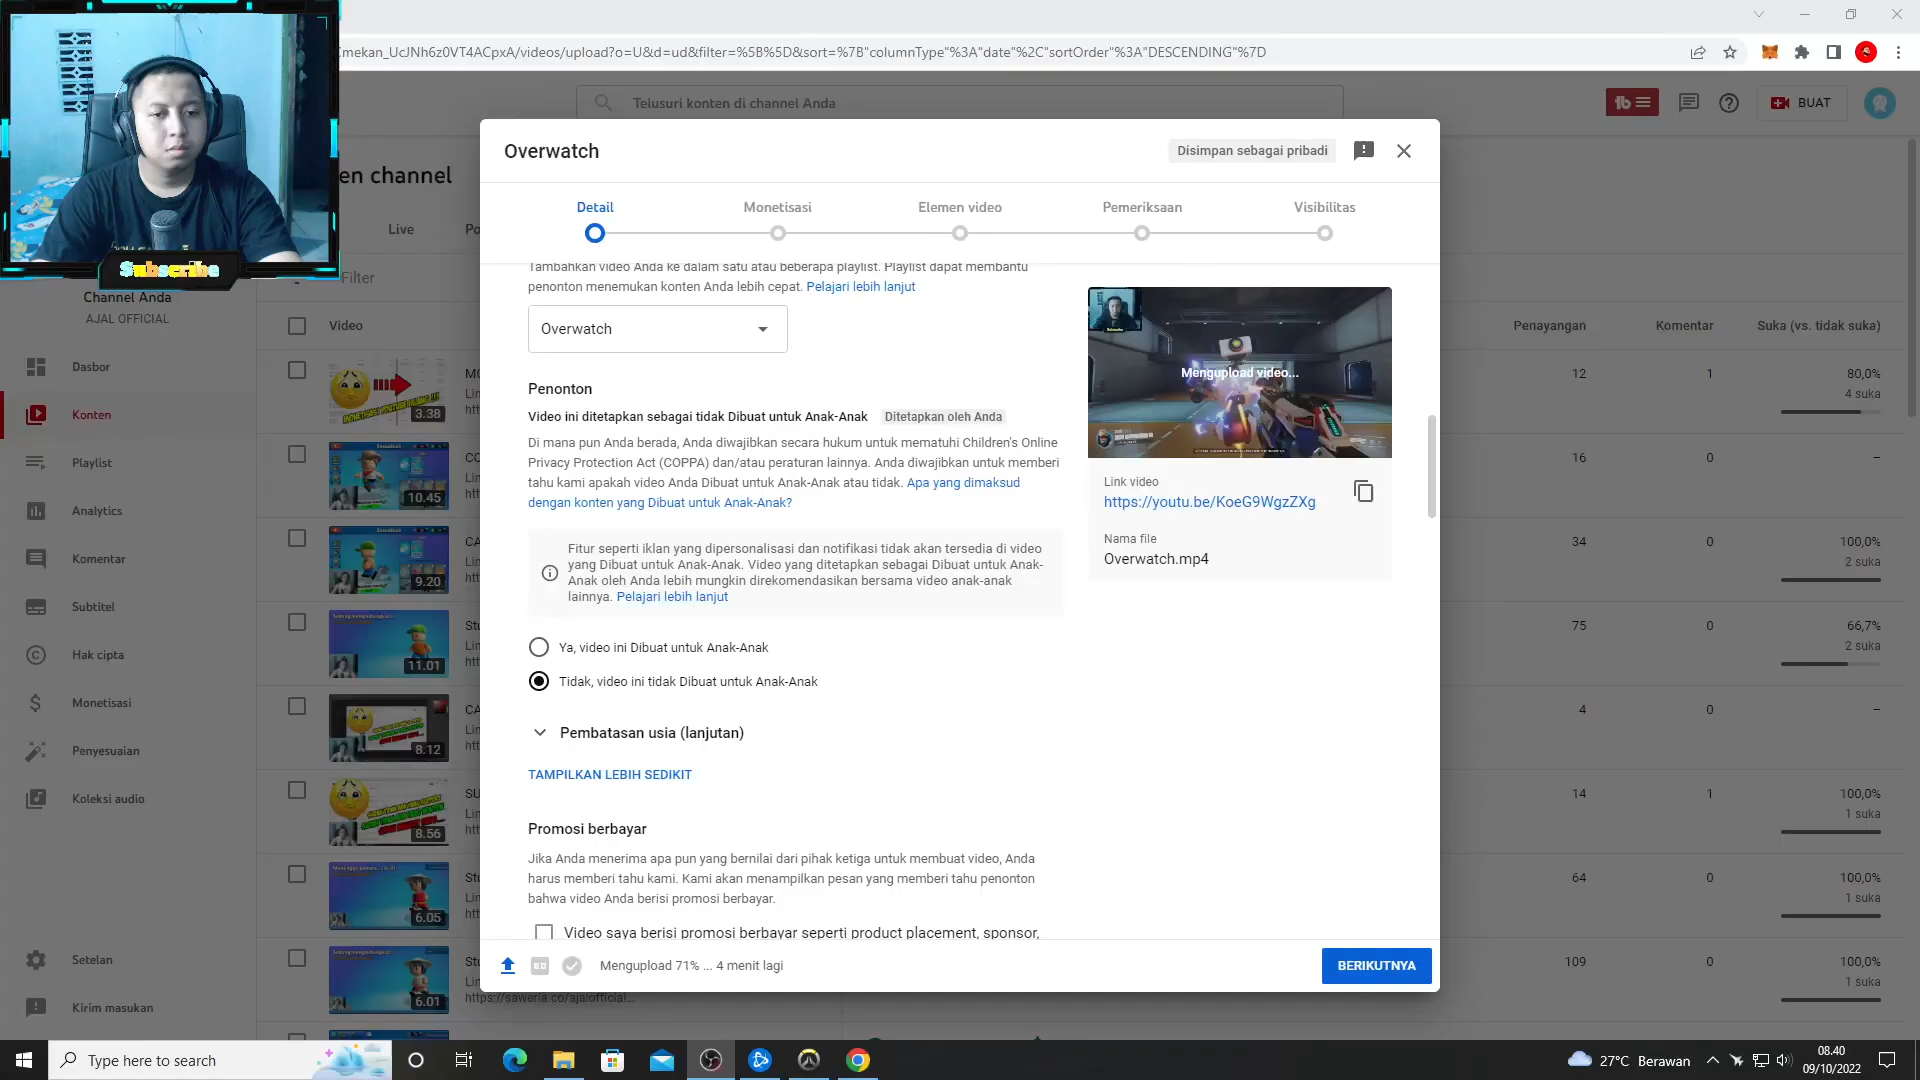 Cmekan_UcJNh6z0VT4ACpxA/videos/upload?o=U&d=ud&filter=%5B%5D&sort=%7B"columnType"%3A"date"%2C"sortOrder"%3A"DESCENDING"%7D
Telusuri konten di channel Anda
BUAT
Subscribe
en channel
Live
Filter
Channel Anda
AJAL OFFICIAL
Dasbor
Konten
Playlist
Analytics
Komentar
Subtitel
Hak cipta
Monetisasi
Penyesuaian
Koleksi audio
Setelan
Kirim masukan
Video
3.38
10.45
9.20
11.01
8.12
8.56
6.05
6.01
https://saweria.co/ajalofficial...
Overwatch
Disimpan sebagai pribadi
Detail
Monetisasi
Elemen video
Pemeriksaan
Visibilitas
Tambahkan video Anda ke dalam satu atau beberapa playlist. Playlist dapat membantu
penonton menemukan konten Anda lebih cepat. Pelajari lebih lanjut
Overwatch
Penonton
Video ini ditetapkan sebagai tidak Dibuat untuk Anak-Anak Ditetapkan oleh Anda
Di mana pun Anda berada, Anda diwajibkan secara hukum untuk mematuhi Children's Online
Privacy Protection Act (COPPA) dan/atau peraturan lainnya. Anda diwajibkan untuk memberi
tahu kami apakah video Anda Dibuat untuk Anak-Anak atau tidak. Apa yang dimaksud
dengan konten yang Dibuat untuk Anak-Anak?
Fitur seperti iklan yang dipersonalisasi dan notifikasi tidak akan tersedia di video
yang Dibuat untuk Anak-Anak. Video yang ditetapkan sebagai Dibuat untuk Anak-
Anak oleh Anda lebih mungkin direkomendasikan bersama video anak-anak
lainnya. Pelajari lebih lanjut
Ya, video ini Dibuat untuk Anak-Anak
Tidak, video ini tidak Dibuat untuk Anak-Anak
Pembatasan usia (lanjutan)
TAMPILKAN LEBIH SEDIKIT
Promosi berbayar
Jika Anda menerima apa pun yang bernilai dari pihak ketiga untuk membuat video, Anda
harus memberi tahu kami. Kami akan menampilkan pesan yang memberi tahu penonton
bahwa video Anda berisi promosi berbayar.
Video saya berisi promosi berbayar seperti product placement, sponsor,
Mengupload video...
Link video
https://youtu.be/KoeG9WgzZXg
Nama file
Overwatch.mp4
Mengupload 71% ... 4 menit lagi
BERIKUTNYA
Penayangan Komentar Suka (vs. tidak suka)
12 1 80,0%
4 suka
16 0 –
34 0 100,0%
2 suka
75 0 66,7%
2 suka
4 0 –
14 1 100,0%
1 suka
64 0 100,0%
1 suka
109 0 100,0%
1 suka
Type here to search
27°C Berawan
08.40
09/10/2022